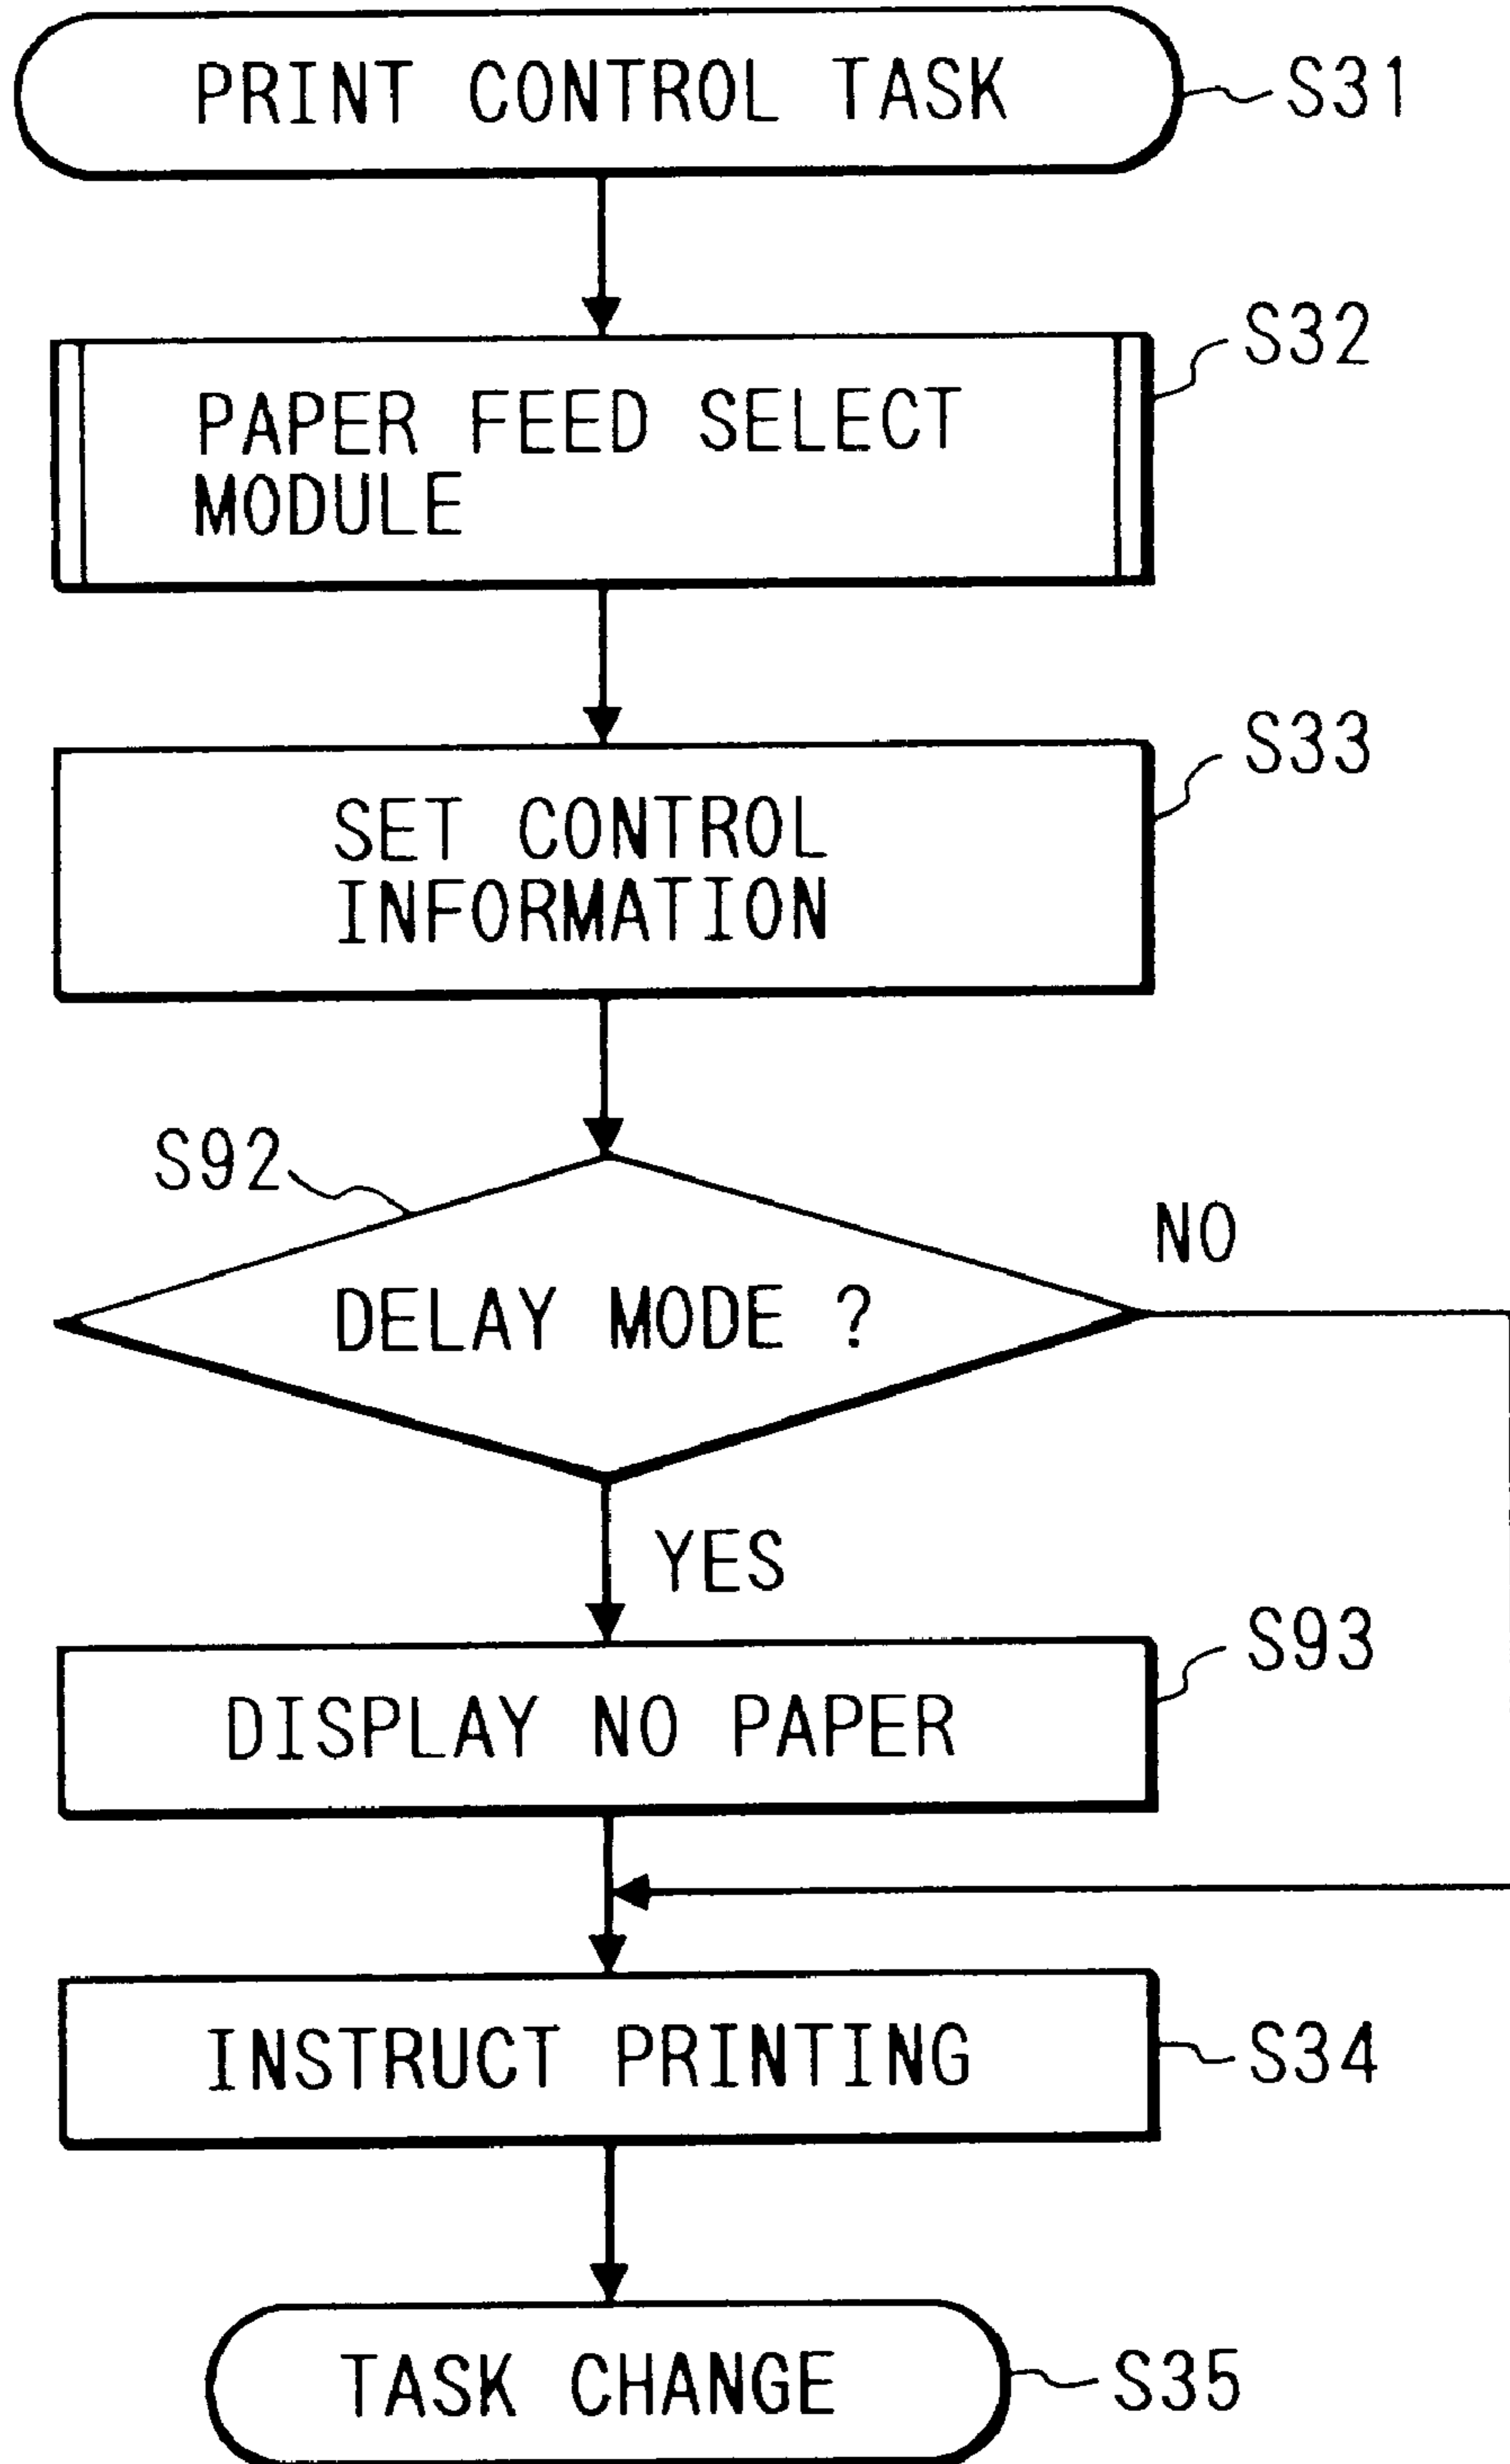 PRINT CONTROL TASK
S31
PAPER FEED SELECT
MODULE
S32
SET CONTROL
INFORMATION
S33
S92
DELAY MODE ?
NO
YES
DISPLAY NO PAPER
S93
INSTRUCT PRINTING
S34
TASK CHANGE
S35